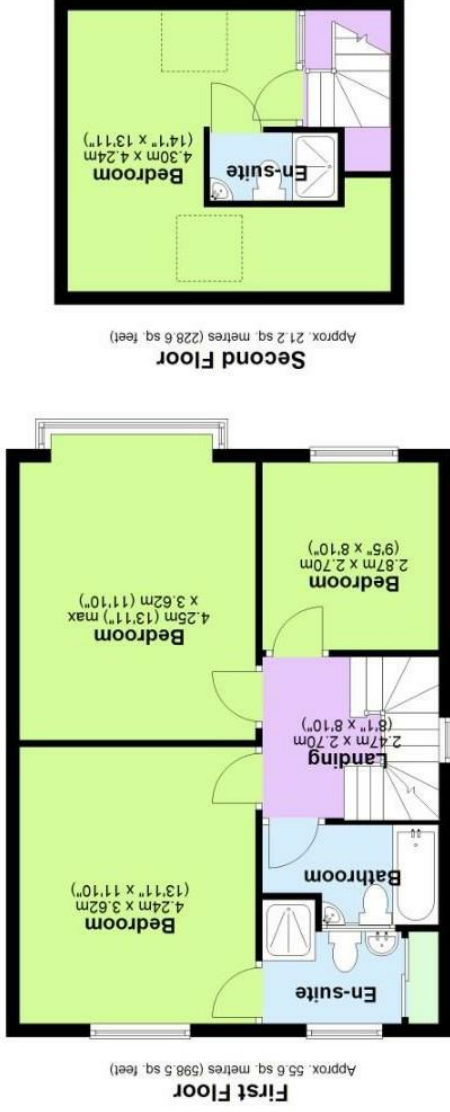 First Floor
Approx. 55.6 sq. metres (598.5 sq. feet)
En-suite
Bedroom
4.24m x 3.62m
(13'11" x 11'10")
Bathroom
Landing
2.47m x 2.70m
(8'1" x 8'10")
Bedroom
4.25m (13'11") max
x 3.62m (11'10")
Bedroom
2.87m x 2.70m
(9'5" x 8'10")
Second Floor
Approx. 21.2 sq. metres (228.6 sq. feet)
Bedroom
4.30m x 4.24m
(14'1" x 13'11")
En-suite